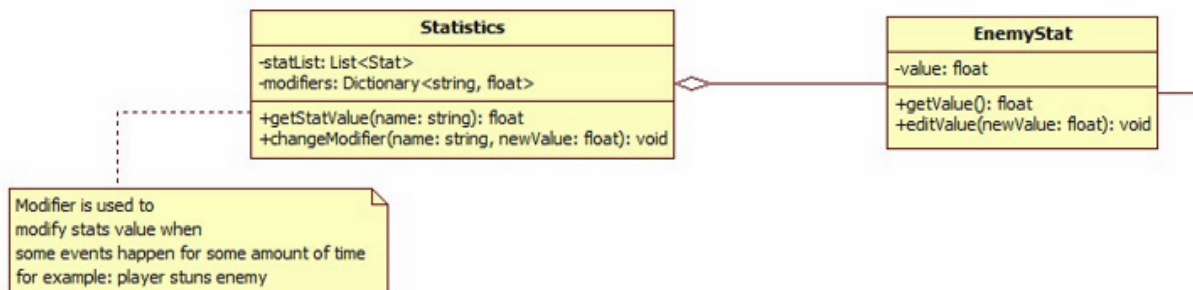 Statistics
-statList: List<Stat>
-modifiers: Dictionary<string, float>
+getStatValue(name: string): float
+changeModifier(name: string, newValue: float): void
EnemyStat
-value: float
+getValue(): float
+editValue(newValue: float): void
Modifier is used to
modify stats value when
some events happen for some amount of time
for example: player stuns enemy